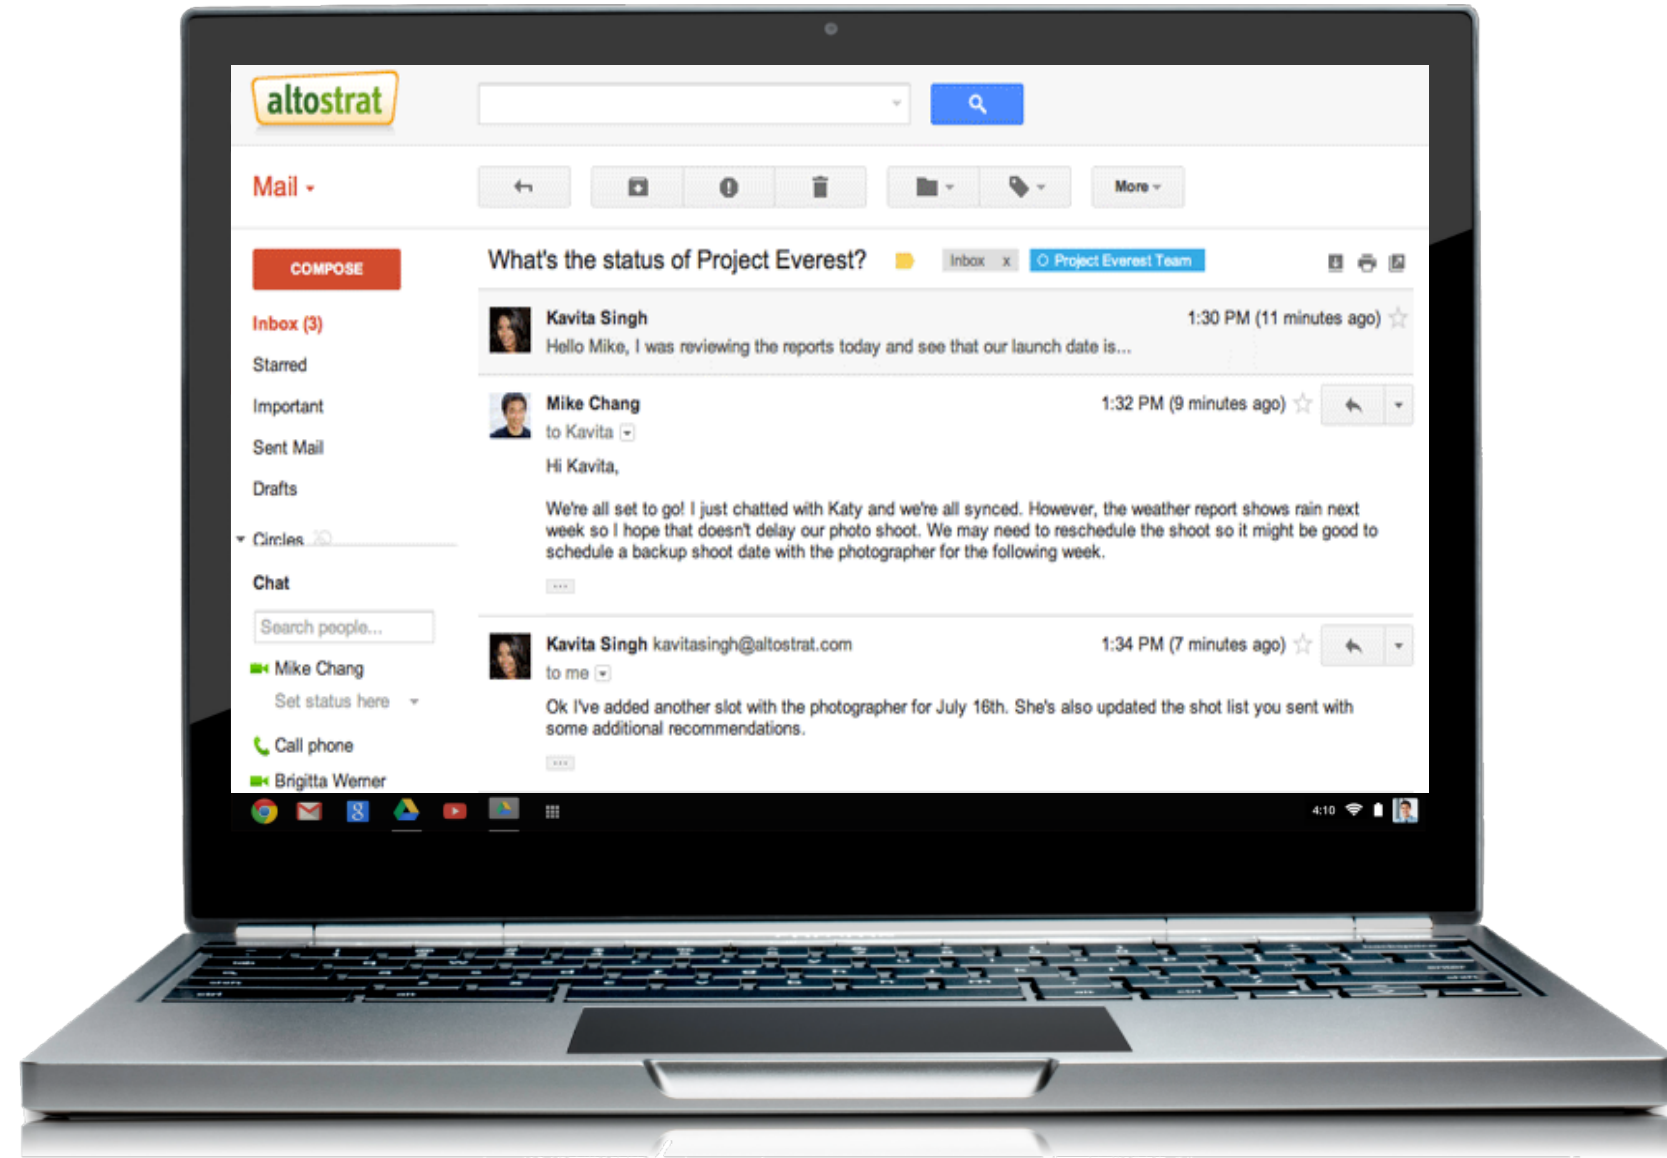 altostrat
Mail
More
COMPOSE
What's the status of Project Everest?
Inbox x
Project Everest Team
Inbox (3)
Starred
Important
Sent Mail
Drafts
Circles
Chat
Search people...
Mike Chang
Set status here
Call phone
Brigitta Werner
Kavita Singh
1:30 PM (11 minutes ago)
Hello Mike, I was reviewing the reports today and see that our launch date is...
Mike Chang
1:32 PM (9 minutes ago)
to Kavita
Hi Kavita,
We're all set to go! I just chatted with Katy and we're all synced. However, the weather report shows rain next
week so I hope that doesn't delay our photo shoot. We may need to reschedule the shoot so it might be good to
schedule a backup shoot date with the photographer for the following week.
Kavita Singh kavitasingh@altostrat.com
1:34 PM (7 minutes ago)
to me
Ok I've added another slot with the photographer for July 16th. She's also updated the shot list you sent with
some additional recommendations.
8
4:10